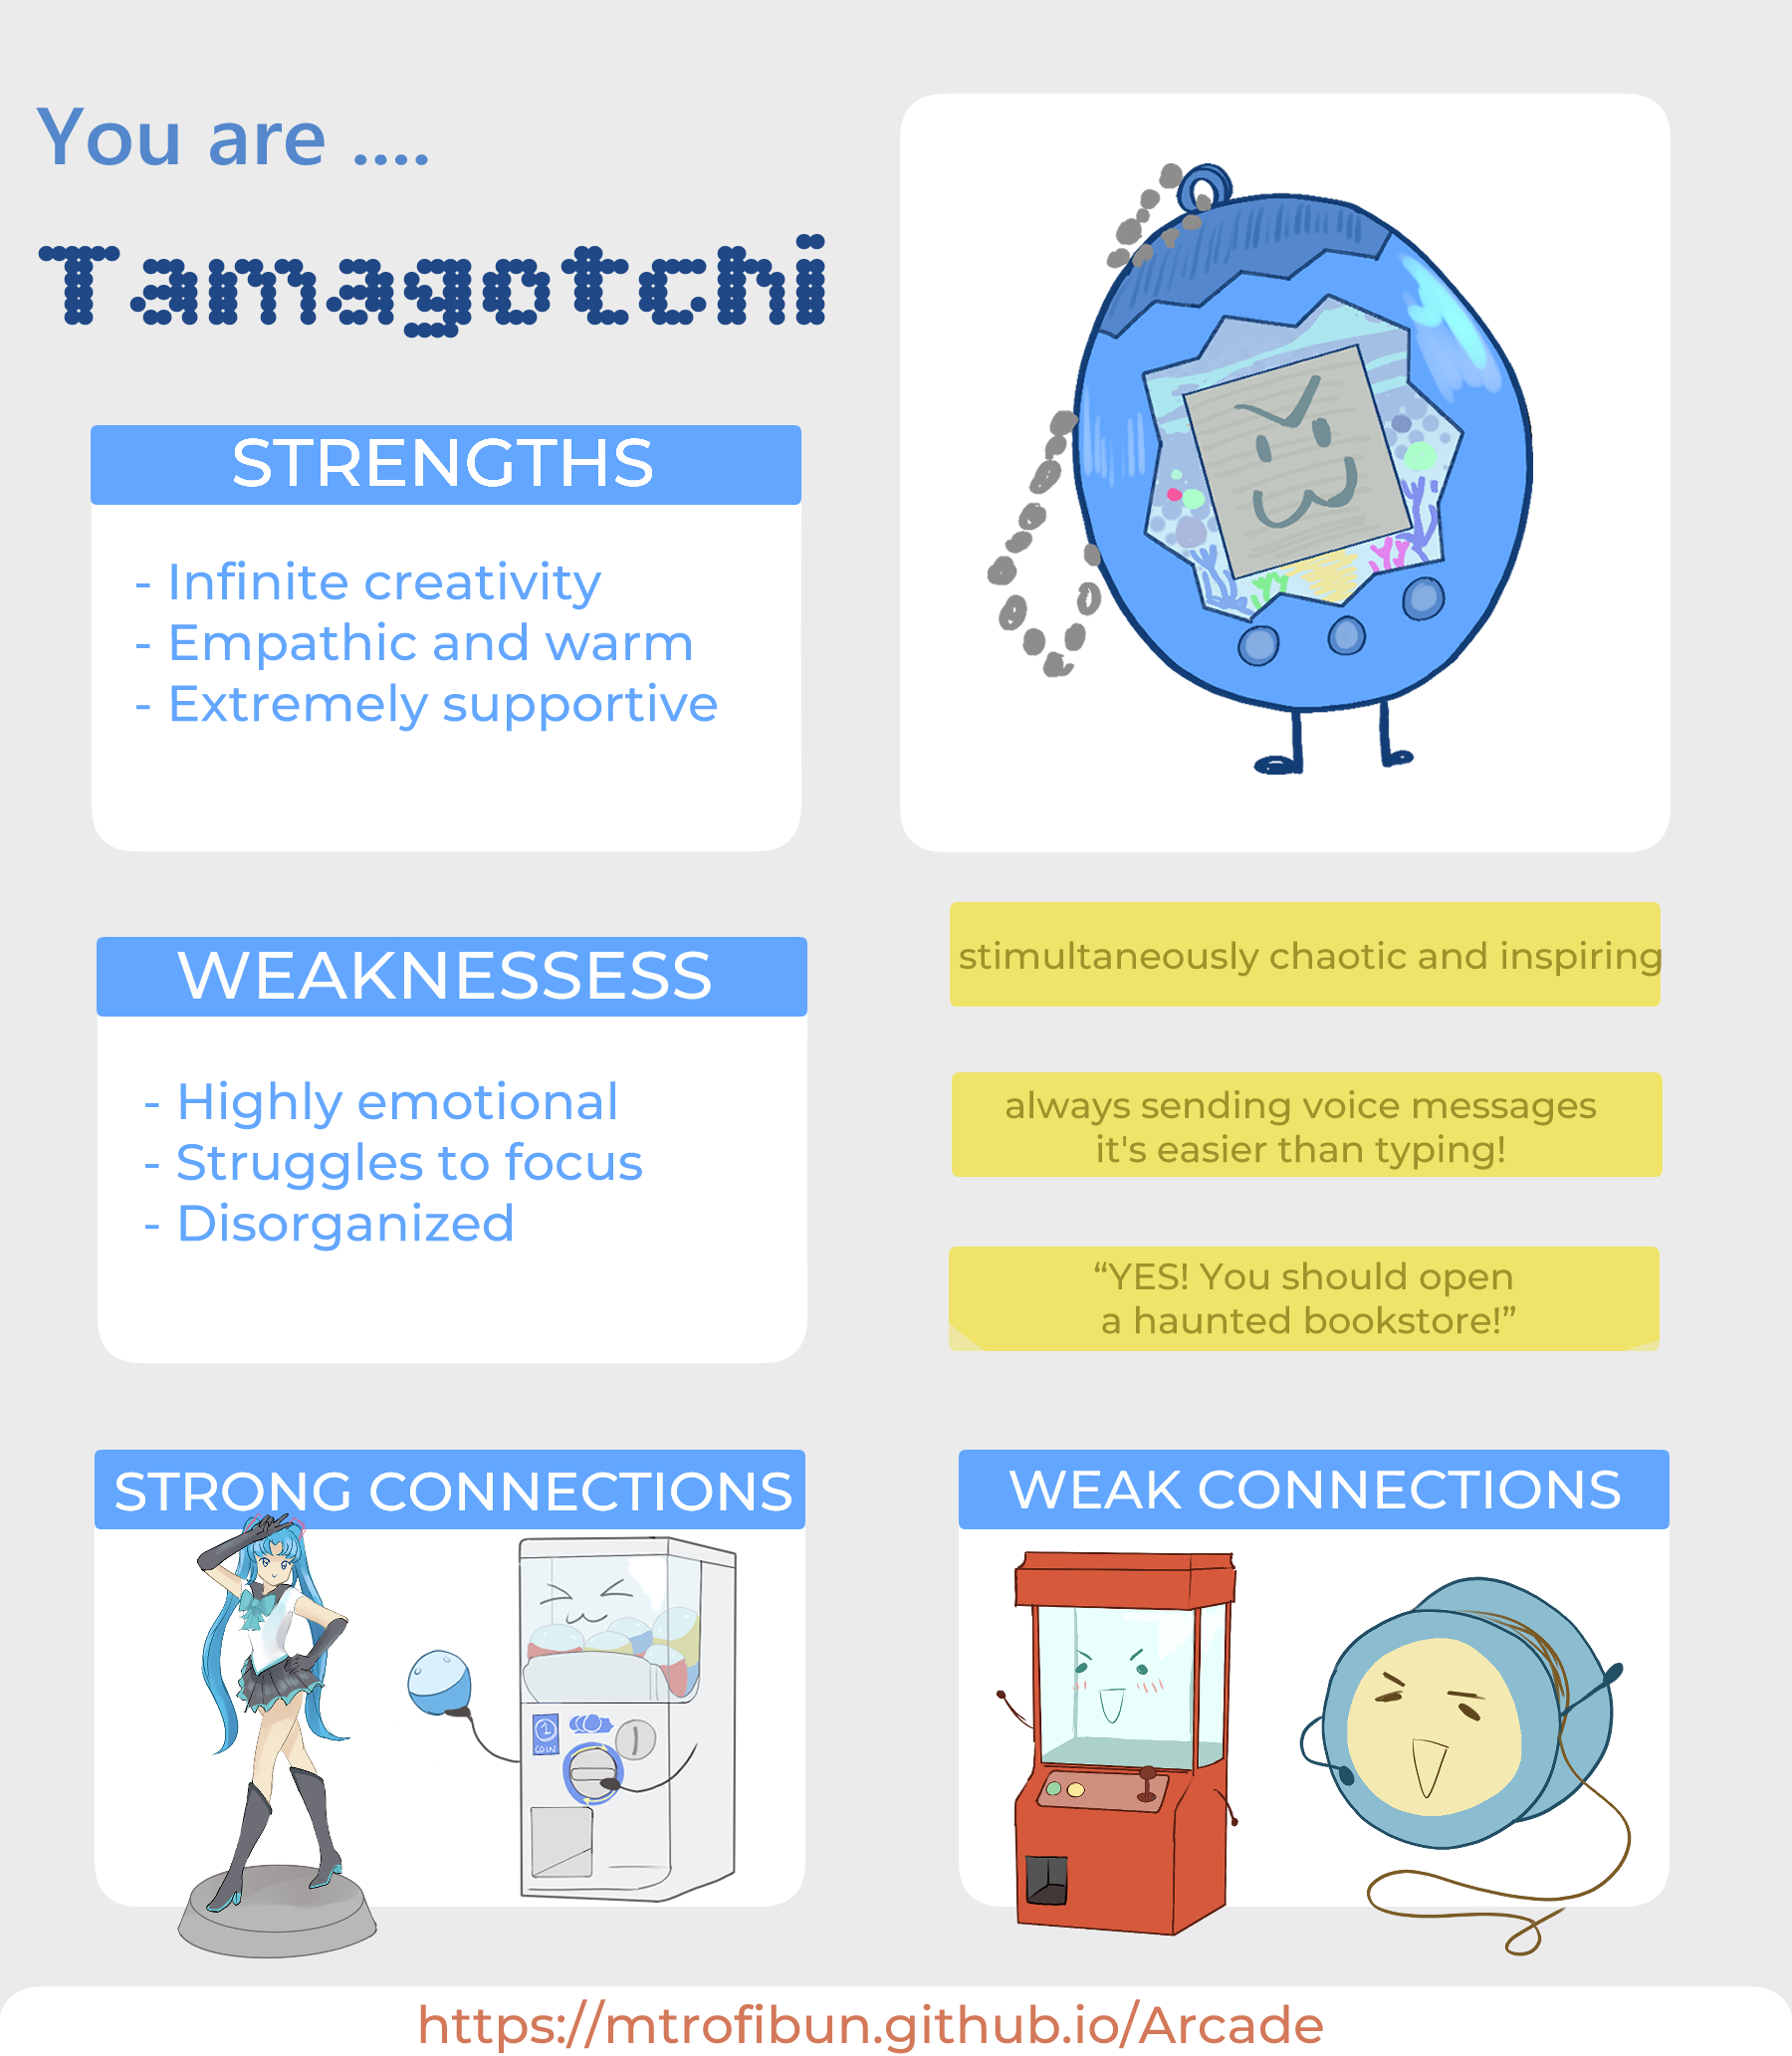 You are ....
Tamagotchi
STRENGTHS
- Infinite creativity
- Empathic and warm
- Extremely supportive
WEAKNESSESS
- Highly emotional
- Struggles to focus
- Disorganized
stimultaneously chaotic and inspiring
always sending voice messages
it's easier than typing!
“YES! You should open
a haunted bookstore!”
STRONG CONNECTIONS
1
COIN
WEAK CONNECTIONS
https://mtrofibun.github.io/Arcade